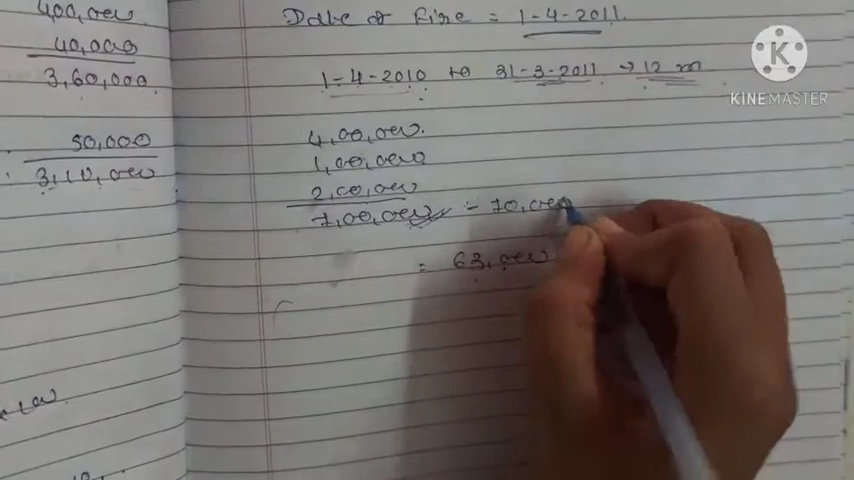 400,000
40,000
3,60,000
50,000
3,10,000
Date of Fire = 1-4-2011.
1-4-2010 to 31-3-2011 → 12 m
4,00,000.
1,00,000
2,00,000
7,00,000 - 70,000
= 63,000
KINEMASTER